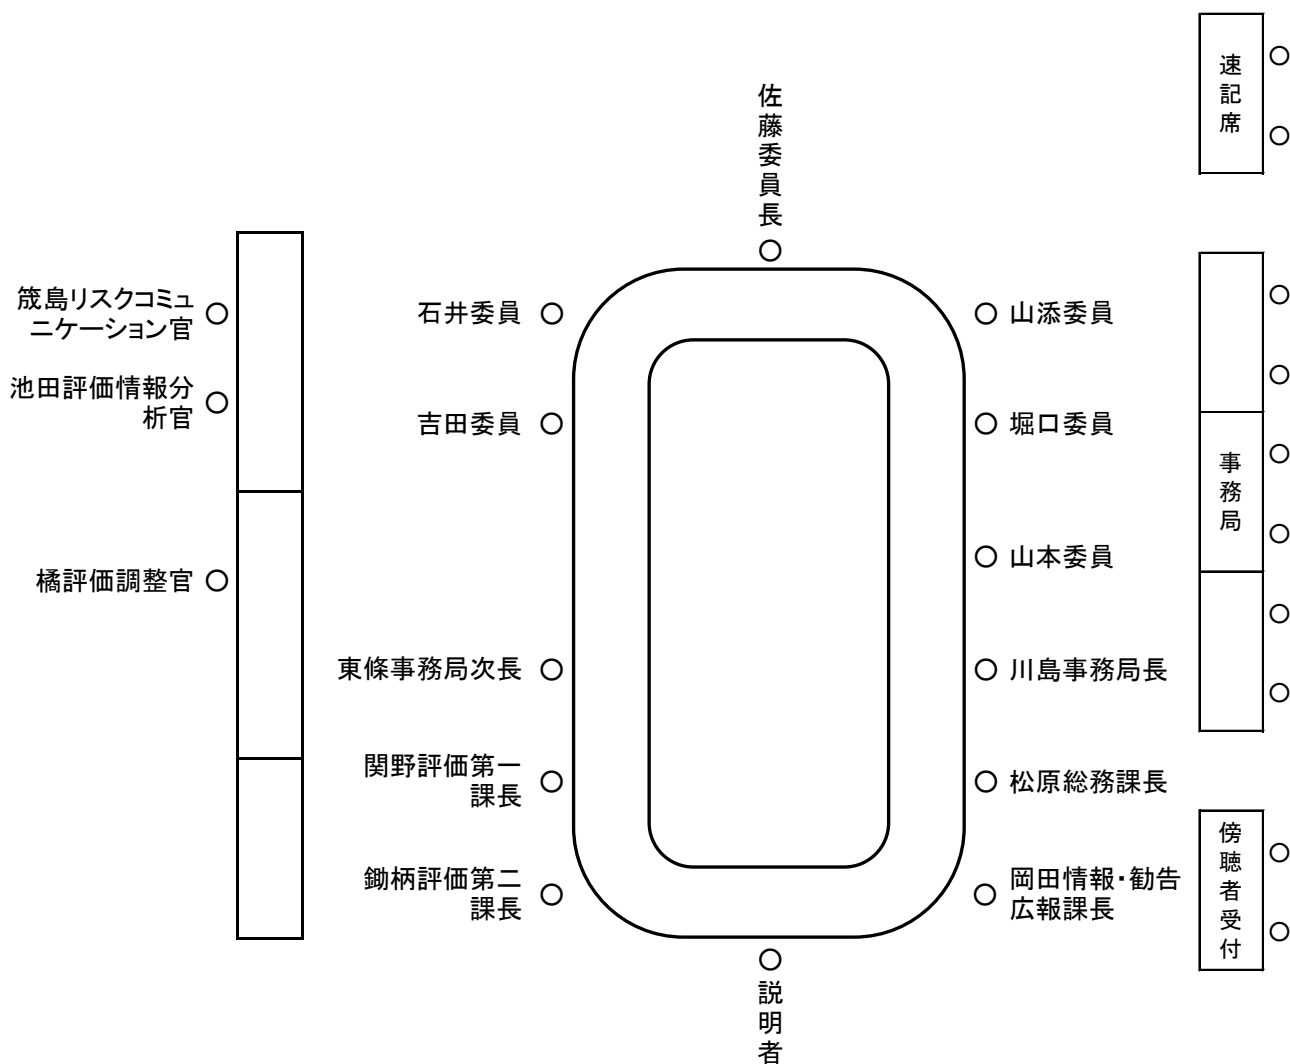 速記席
佐藤委員長
筬島リスクコミュ
ニケーション官
池田評価情報分
析官
橘評価調整官
石井委員
吉田委員
東條事務局次長
関野評価第一
課長
鋤柄評価第二
課長
山添委員
堀口委員
山本委員
川島事務局長
松原総務課長
岡田情報・勧告
広報課長
説明者
事務局
傍聴者受付